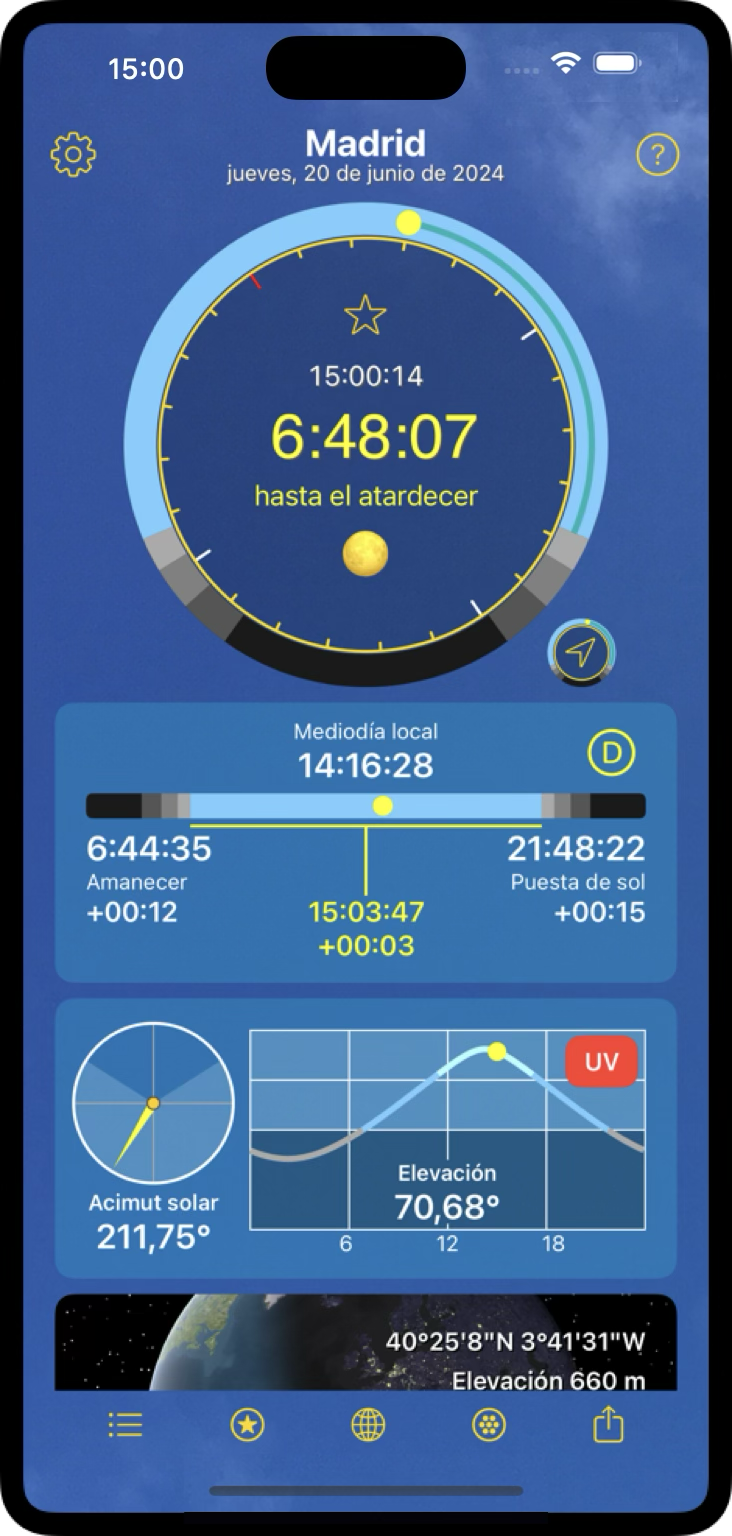 15:00
Madrid
jueves, 20 de junio de 2024
?
15:00:14
6:48:07
hasta el atardecer
Mediodía local
14:16:28
D
6:44:35
Amanecer
+00:12
15:03:47
+00:03
21:48:22
Puesta de sol
+00:15
Acimut solar
211,75°
UV
Elevación
70,68°
6 12 18
40°25'8"N 3°41'31"W
Elevación 660 m